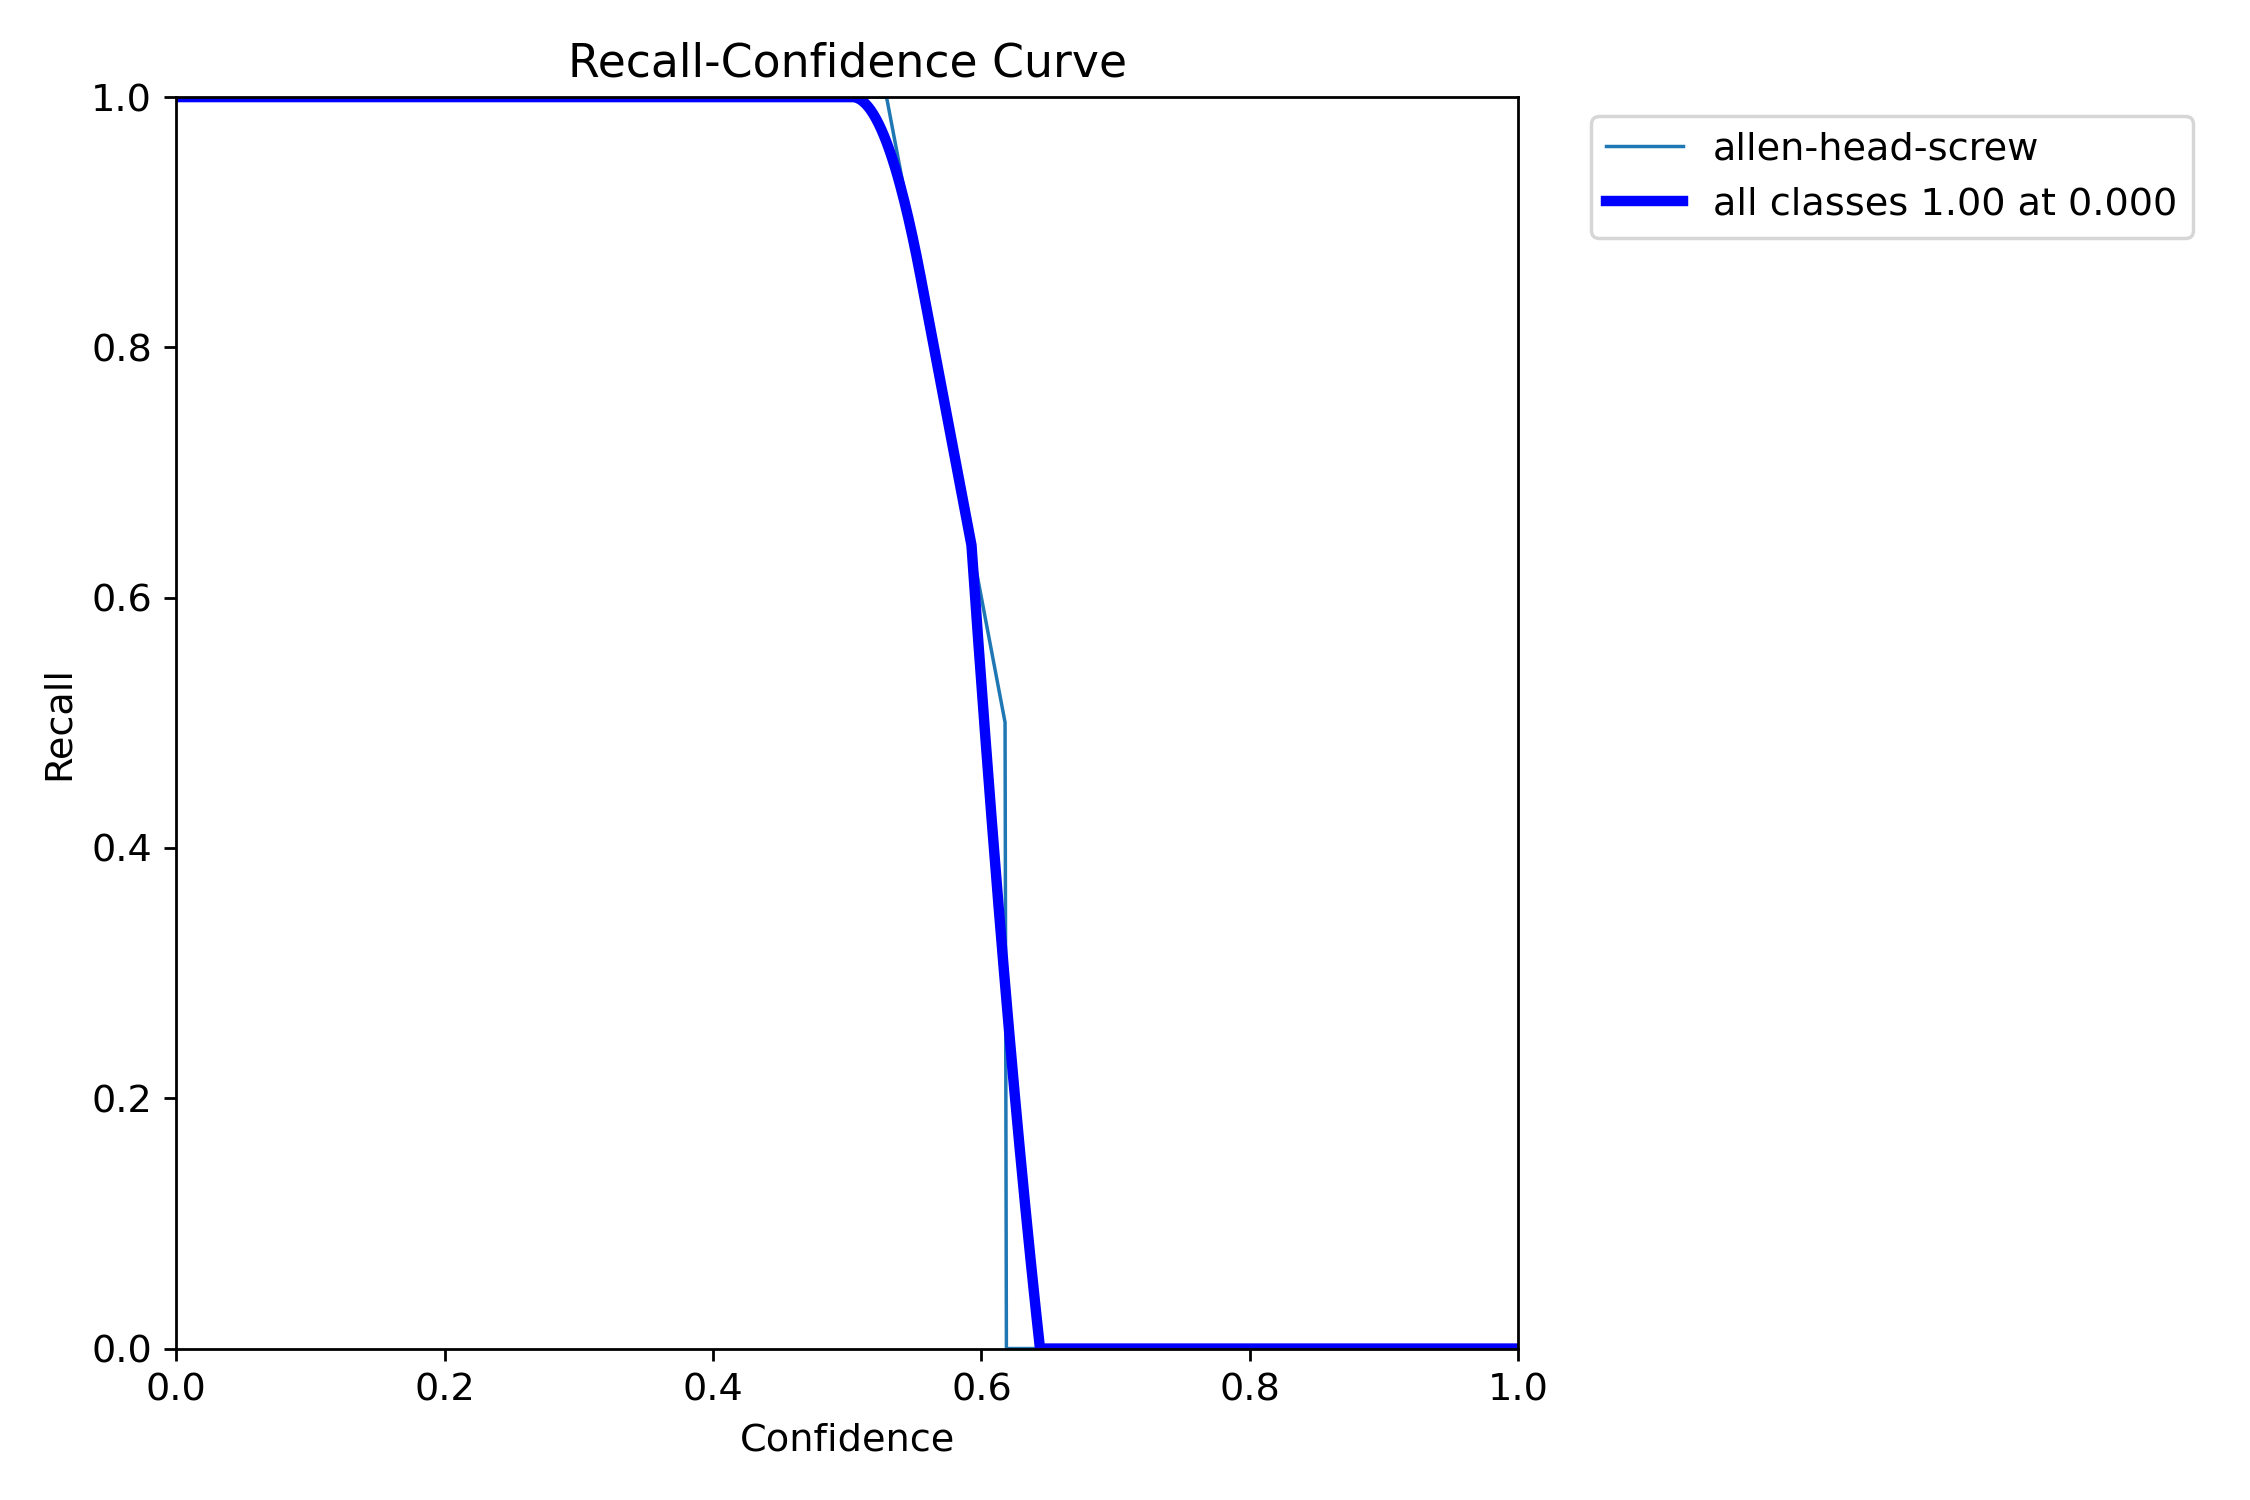 Recall-Confidence Curve
allen-head-screw
all classes 1.00 at 0.000
1.0
0.8
0.6
0.4
0.2
0.0
Recall
0.0 0.2 0.4 0.6 0.8 1.0
Confidence